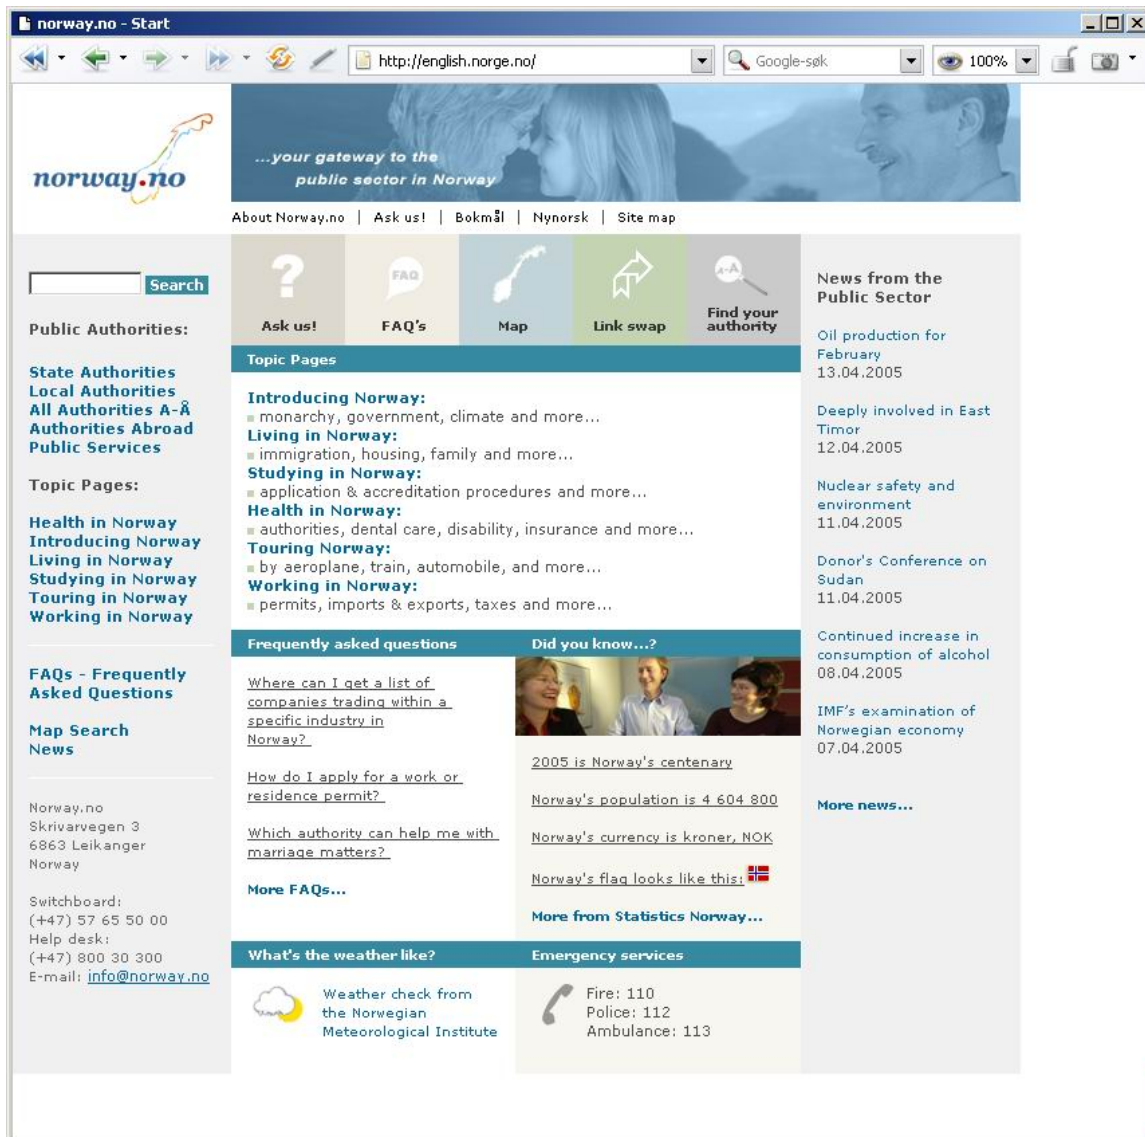 norway.no - Start
http://english.norge.no/
Google-søk
100%
norway.no
...your gateway to the
public sector in Norway
About Norway.no | Ask us! | Bokmål | Nynorsk | Site map
Search
Public Authorities:
State Authorities
Local Authorities
All Authorities A-Å
Authorities Abroad
Public Services
Topic Pages:
Health in Norway
Introducing Norway
Living in Norway
Studying in Norway
Touring in Norway
Working in Norway
FAQs - Frequently
Asked Questions
Map Search
News
Norway.no
Skrivarvegen 3
6863 Leikanger
Norway
Switchboard:
(+47) 57 65 50 00
Help desk:
(+47) 800 30 300
E-mail: info@norway.no
?
Ask us!
FAQ
FAQ's
Map
Link swap
A-Å
Find your
authority
Topic Pages
Introducing Norway:
monarchy, government, climate and more...
Living in Norway:
immigration, housing, family and more...
Studying in Norway:
application & accreditation procedures and more...
Health in Norway:
authorities, dental care, disability, insurance and more...
Touring Norway:
by aeroplane, train, automobile, and more...
Working in Norway:
permits, imports & exports, taxes and more...
Frequently asked questions
Where can I get a list of
companies trading within a
specific industry in
Norway?
How do I apply for a work or
residence permit?
Which authority can help me with
marriage matters?
More FAQs...
Did you know...?
2005 is Norway's centenary
Norway's population is 4 604 800
Norway's currency is kroner, NOK
Norway's flag looks like this:
More from Statistics Norway...
What's the weather like?
Weather check from
the Norwegian
Meteorological Institute
Emergency services
Fire: 110
Police: 112
Ambulance: 113
News from the
Public Sector
Oil production for
February
13.04.2005
Deeply involved in East
Timor
12.04.2005
Nuclear safety and
environment
11.04.2005
Donor's Conference on
Sudan
11.04.2005
Continued increase in
consumption of alcohol
08.04.2005
IMF's examination of
Norwegian economy
07.04.2005
More news...